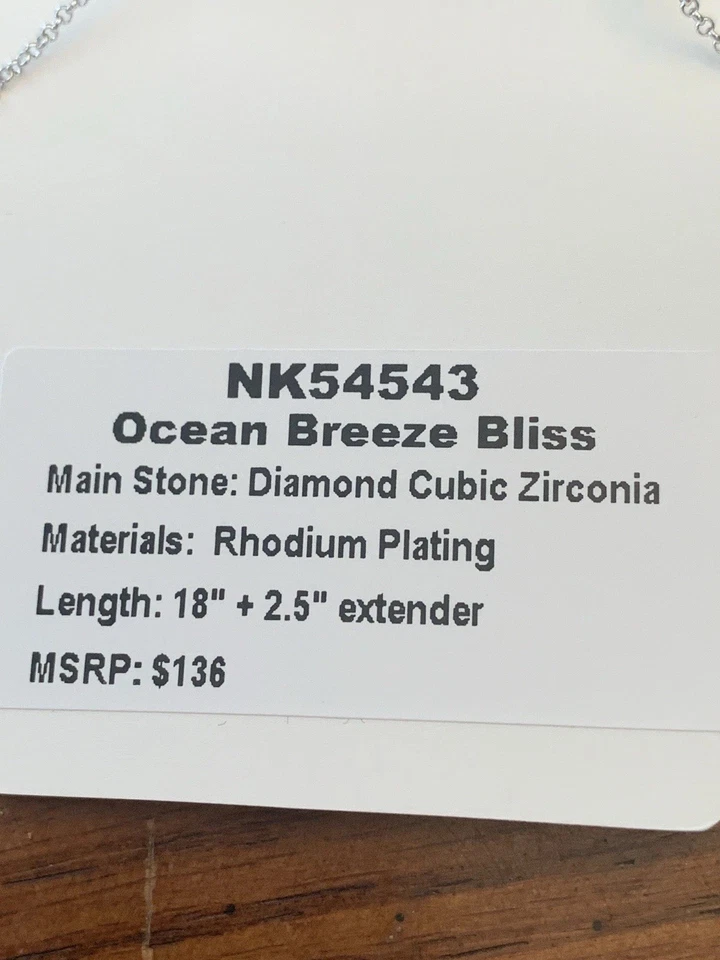 NK54543
Ocean Breeze Bliss
Main Stone: Diamond Cubic Zirconia
Materials: Rhodium Plating
Length: 18" + 2.5" extender
MSRP: $136